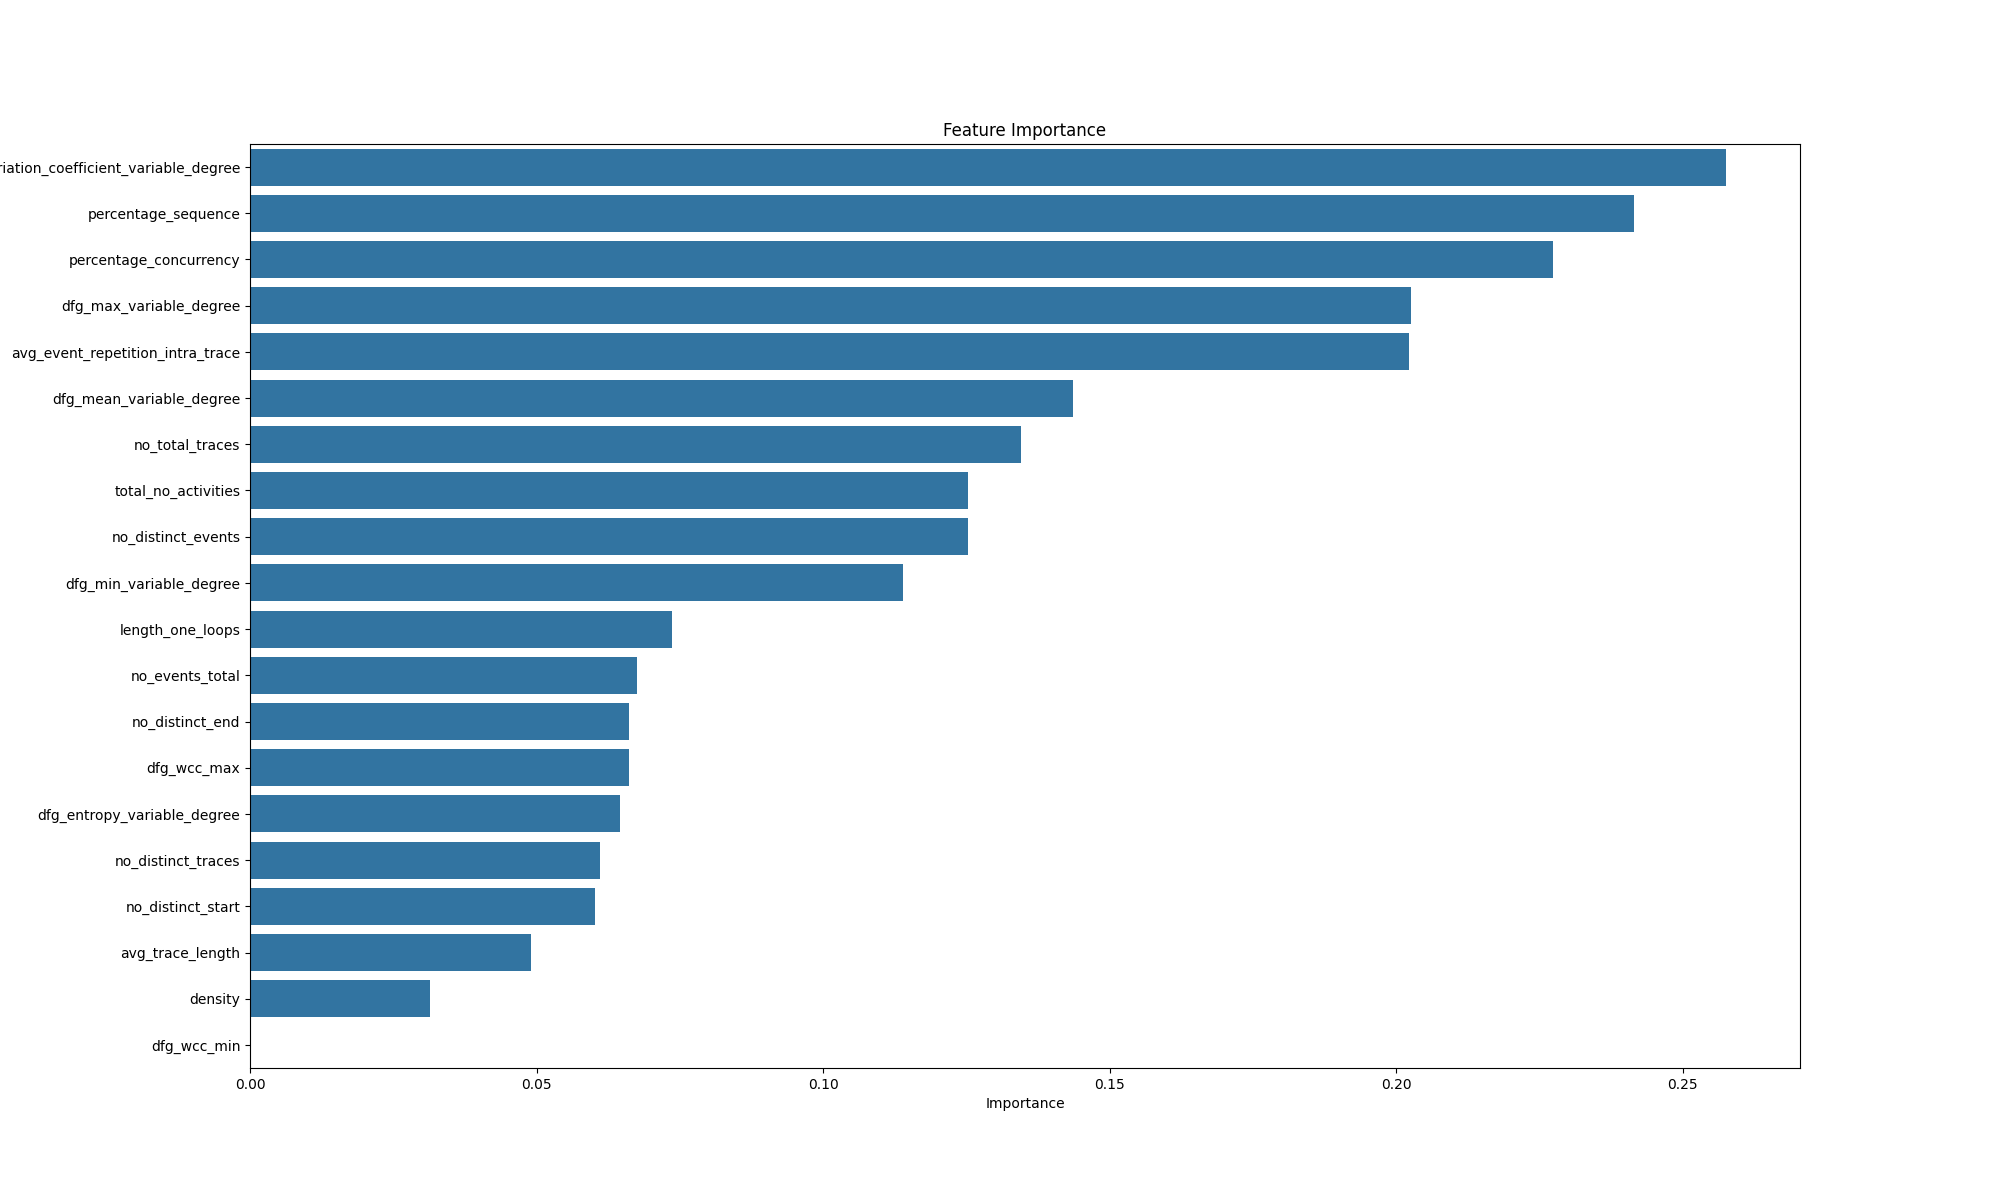 Feature Importance
riation_coefficient_variable_degree
percentage_sequence
percentage_concurrency
dfg_max_variable_degree
avg_event_repetition_intra_trace
dfg_mean_variable_degree
no_total_traces
total_no_activities
no_distinct_events
dfg_min_variable_degree
length_one_loops
no_events_total
no_distinct_end
dfg_wcc_max
dfg_entropy_variable_degree
no_distinct_traces
no_distinct_start
avg_trace_length
density
dfg_wcc_min
0.00 0.05 0.10 0.15 0.20 0.25
Importance